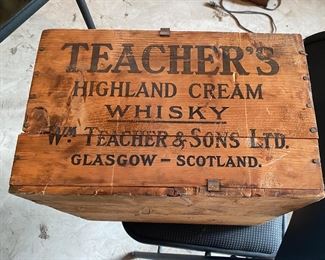 TEACHER'S
HIGHLAND CREAM
WHISKY
WM TEACHER & SONS LTD.
GLASGOW – SCOTLAND.